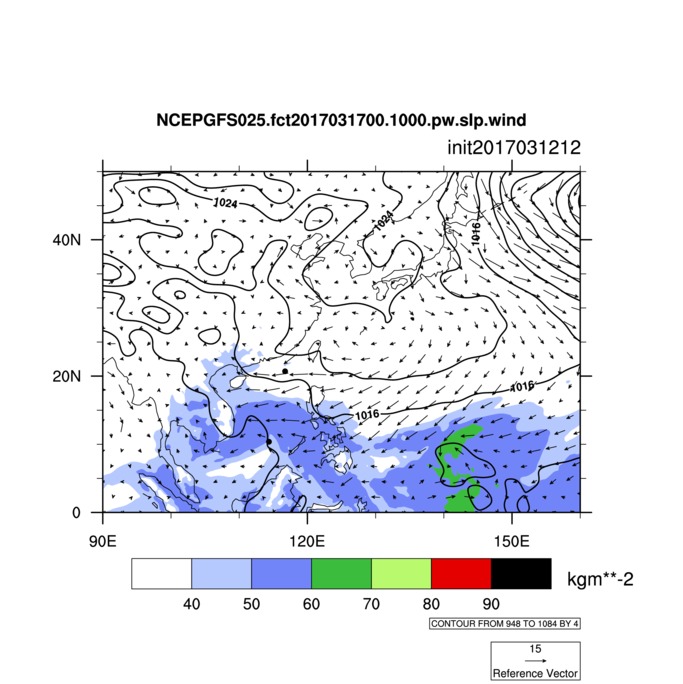 NCEPGFS025.fct2017031700.1000.pw.slp.wind
init2017031212
1024
1024
1016
40N
20N
1016
1016
0
90E 120E 150E
kgm**-2
40 50 60 70 80 90
CONTOUR FROM 948 TO 1084 BY 4
15
Reference Vector